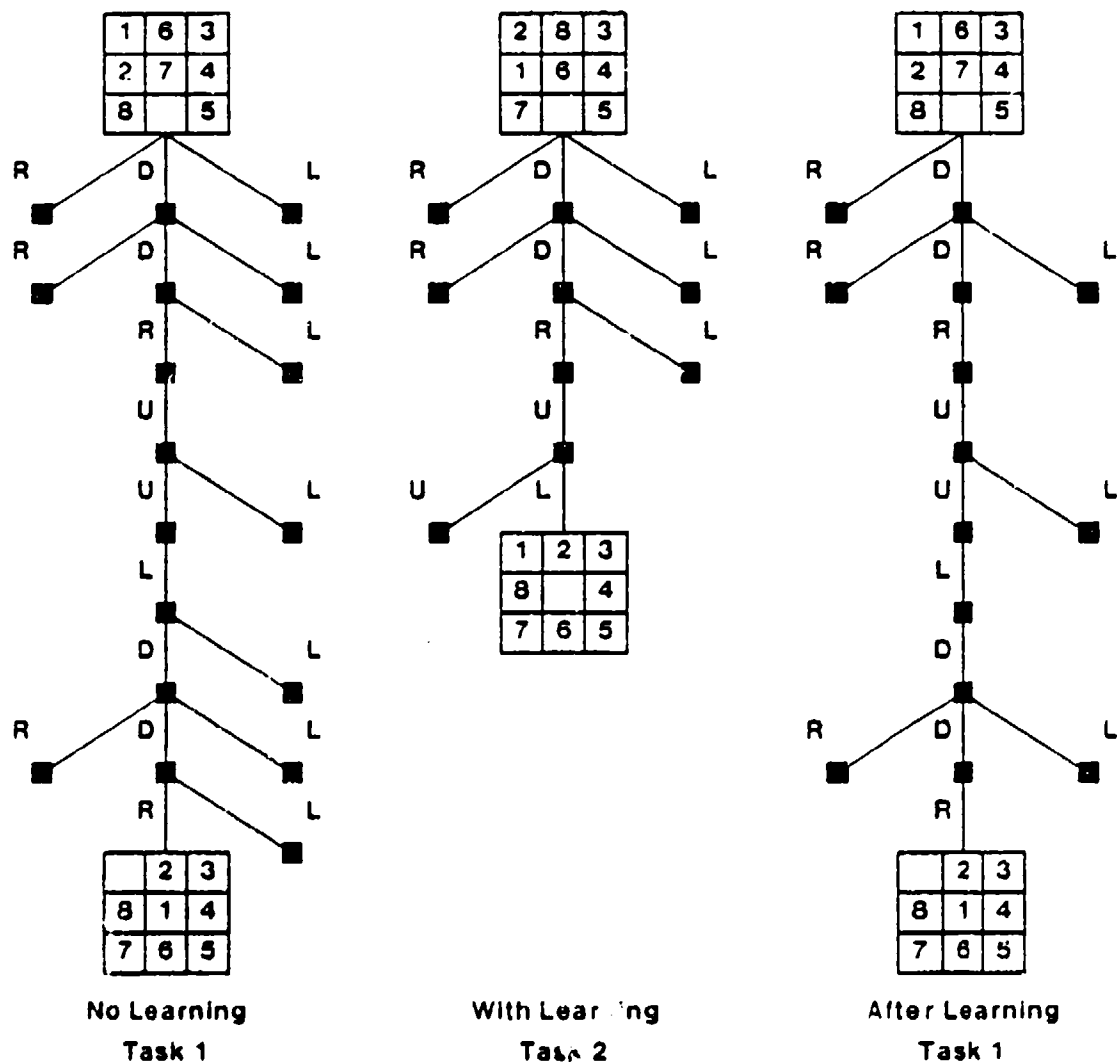 1 6 3 2 8 3 1 6 3
2 7 4 1 6 4 2 7 4
8 5 7 5 8 5
R D L R D L R D
R D L R D L R D L
R L R L R
U U U
U L U L U L
1 2 3
L 8 4 L
7 6 5
D L D
R D L R D L
R L R
2 3 2 3
8 1 4 8 1 4
7 6 5 7 6 5
No Learning With After Learning
Task 1 Task 2 Task 1